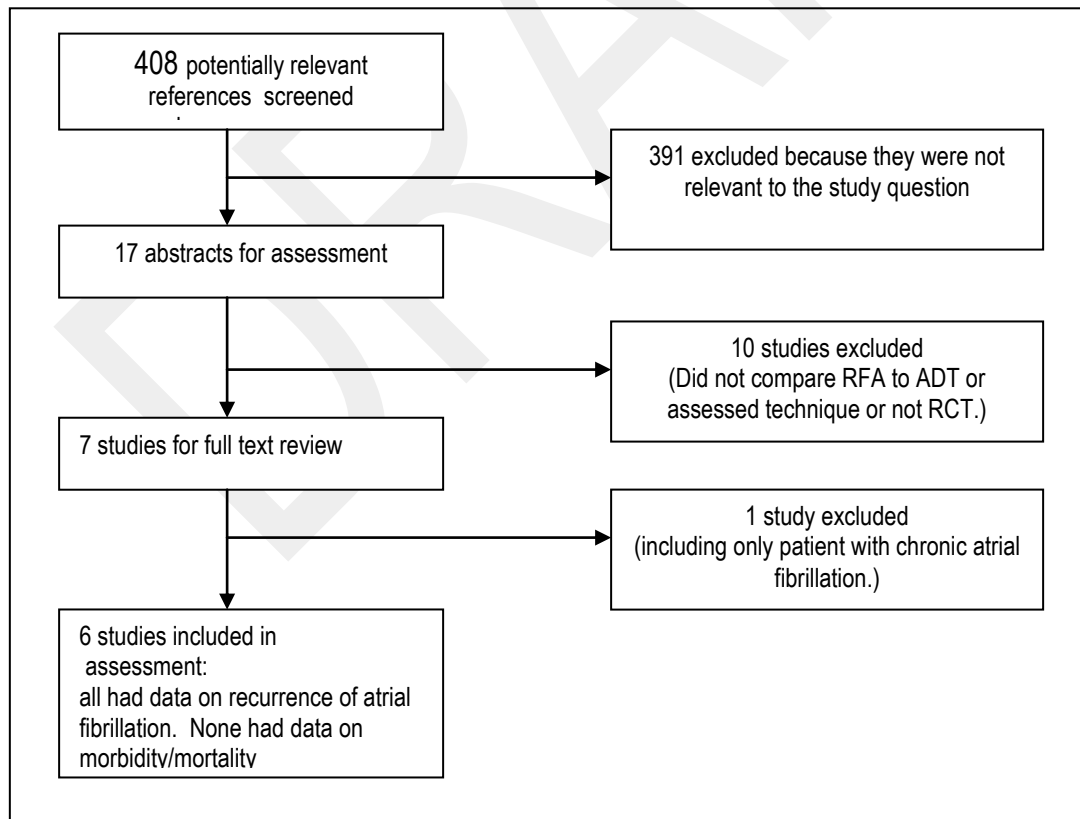 408 potentially relevant
references screened
391 excluded because they were not
relevant to the study question
17 abstracts for assessment
10 studies excluded
(Did not compare RFA to ADT or
assessed technique or not RCT.)
7 studies for full text review
1 study excluded
(including only patient with chronic atrial
fibrillation.)
6 studies included in
assessment:
all had data on recurrence of atrial
fibrillation. None had data on
morbidity/mortality